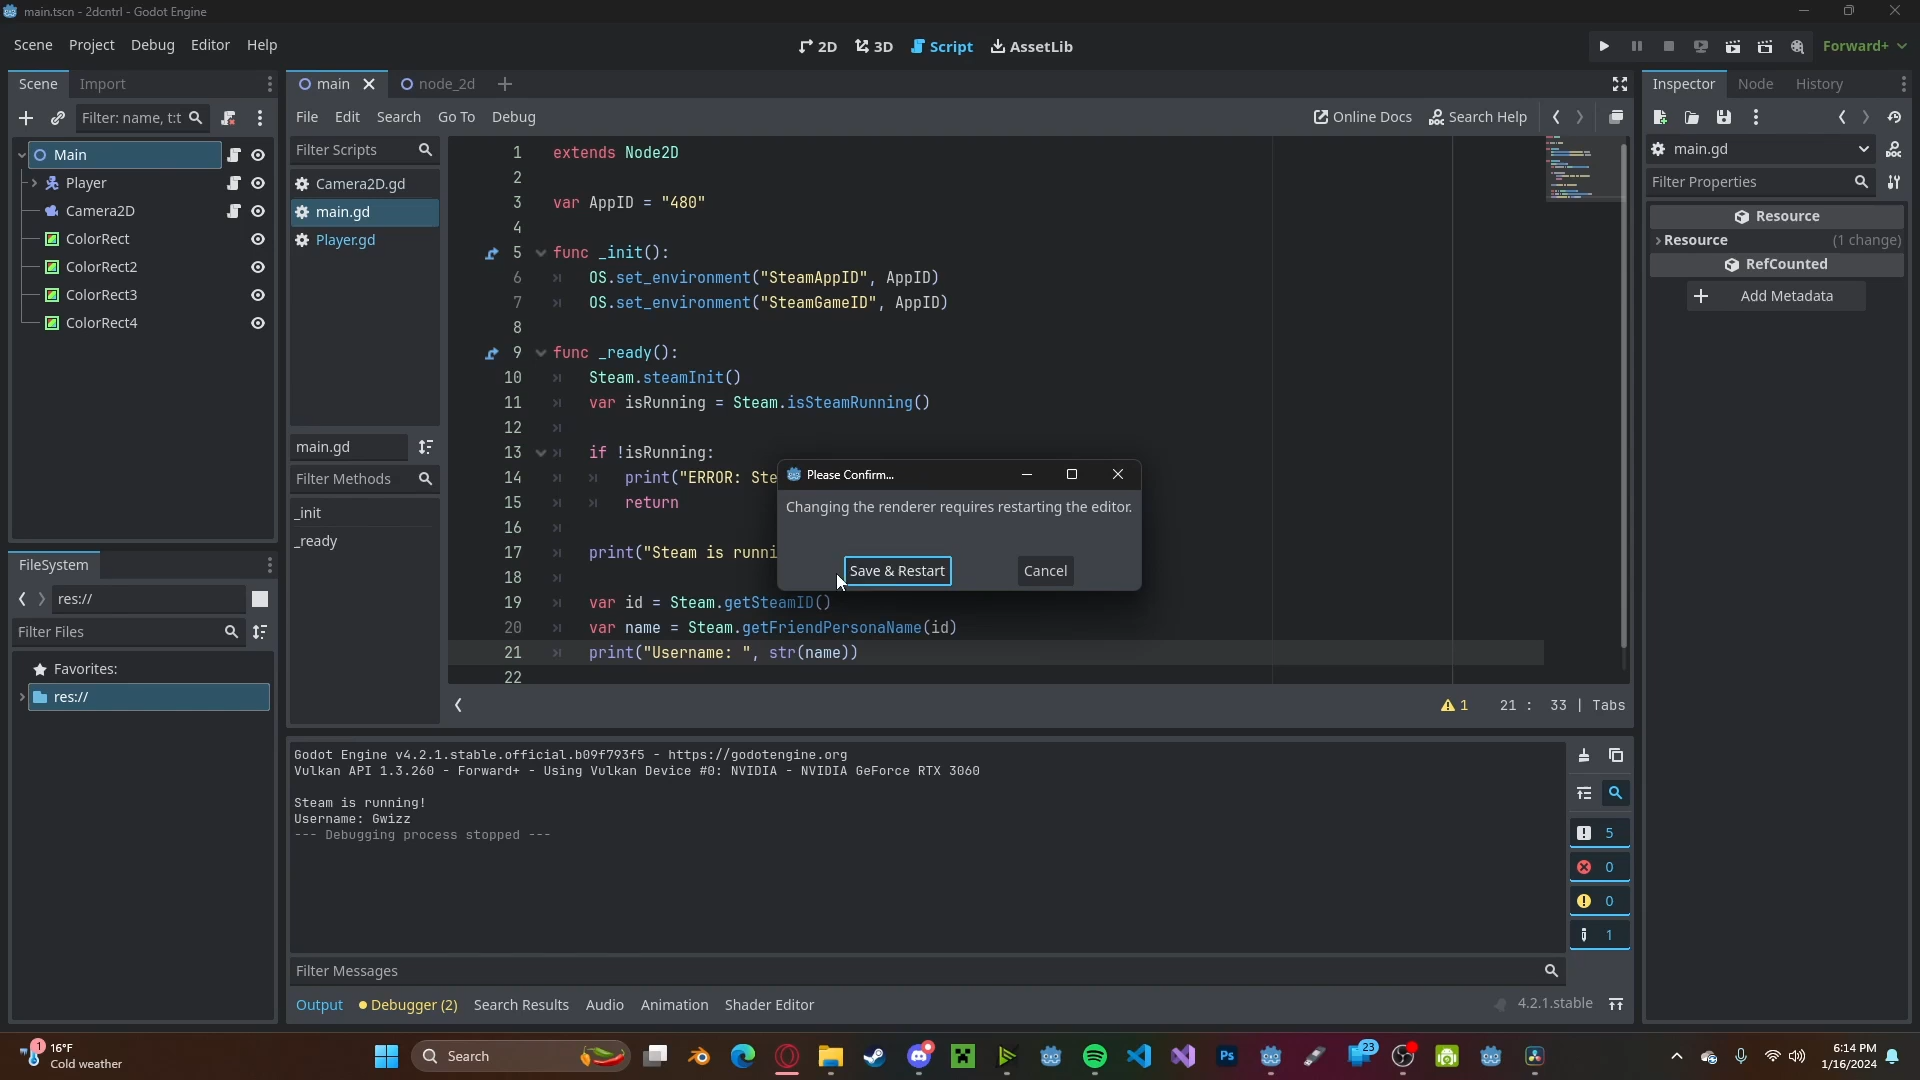 main.tscn - 2dcntrl - Godot Engine
Scene Project Debug Editor Help
2D 3D Script AssetLib
Forward+
Scene Import
main node_2d
Inspector Node History
Filter: name, t:t
File Edit Search Go To Debug
Online Docs Search Help
Main
Player
Camera2D
ColorRect
ColorRect2
ColorRect3
ColorRect4
Filter Scripts
Camera2D.gd
main.gd
Player.gd
main.gd
Filter Methods
_init
_ready
1 extends Node2D
2
3 var AppID = "480"
4
5 func _init():
6 OS.set_environment("SteamAppID", AppID)
7 OS.set_environment("SteamGameID", AppID)
8
9 func _ready():
10 Steam.steamInit()
11 var isRunning = Steam.isSteamRunning()
12
13 if !isRunning:
14 print("ERROR: Ste
15 return
16
17 print("Steam is runni
18
19 var id = Steam.getSteamID()
20 var name = Steam.getFriendPersonaName(id)
21 print("Username: ", str(name))
22
Please Confirm...
Changing the renderer requires restarting the editor.
Save & Restart Cancel
1 21 : 33 | Tabs
main.gd
Filter Properties
Resource
Resource (1 change)
RefCounted
Add Metadata
FileSystem
res://
Filter Files
Favorites:
res://
Godot Engine v4.2.1.stable.official.b09f793f5 - https://godotengine.org
Vulkan API 1.3.260 - Forward+ - Using Vulkan Device #0: NVIDIA - NVIDIA GeForce RTX 3060
Steam is running!
Username: Gwizz
--- Debugging process stopped ---
5
0
0
1
Filter Messages
Output Debugger (2) Search Results Audio Animation Shader Editor
4.2.1.stable
1
16°F
Cold weather
Search
Ps
23
6:14 PM
1/16/2024